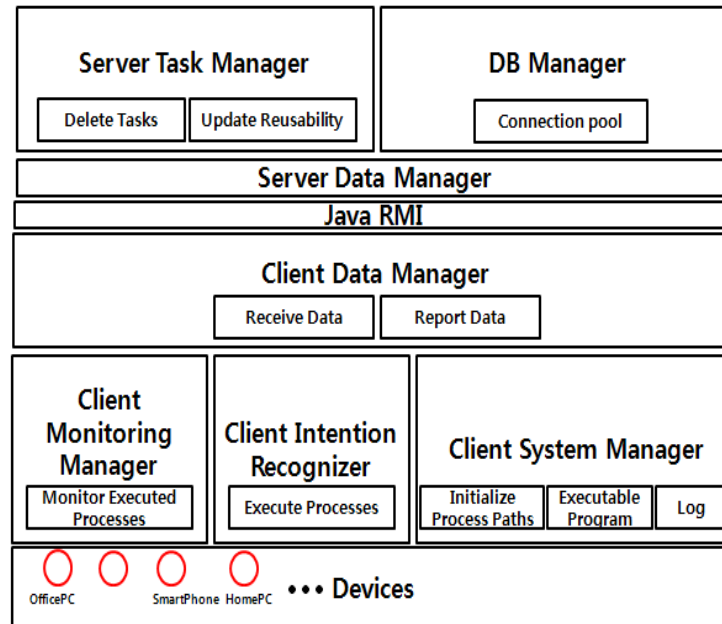 Server Task Manager
DB Manager
Delete Tasks
Update Reusability
Connection pool
Server Data Manager
Java RMI
Client Data Manager
Receive Data
Report Data
Client
Monitoring
Manager
Monitor Executed
Processes
Client Intention
Recognizer
Execute Processes
Client System Manager
Initialize
Process Paths
Executable
Program
Log
OfficePC
SmartPhone
HomePC
••• Devices